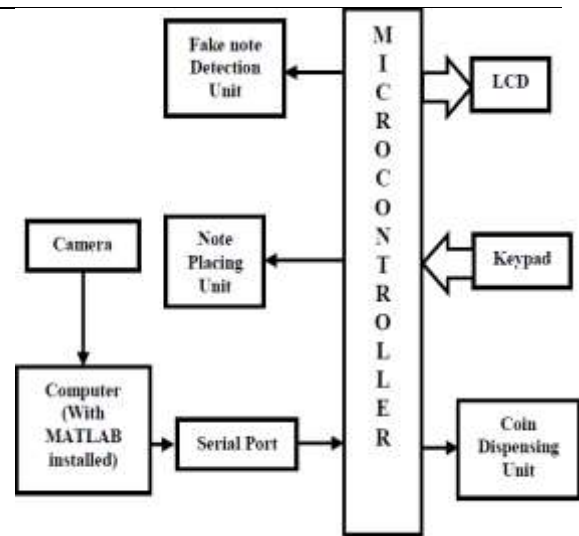 Fake note
Detection
Unit
M
I
C
R
O
C
O
N
T
R
O
L
L
E
R
LCD
Camera
Note
Placing
Unit
Keypad
Computer
(With
MATLAB
installed)
Serial Port
Coin
Dispensing
Unit